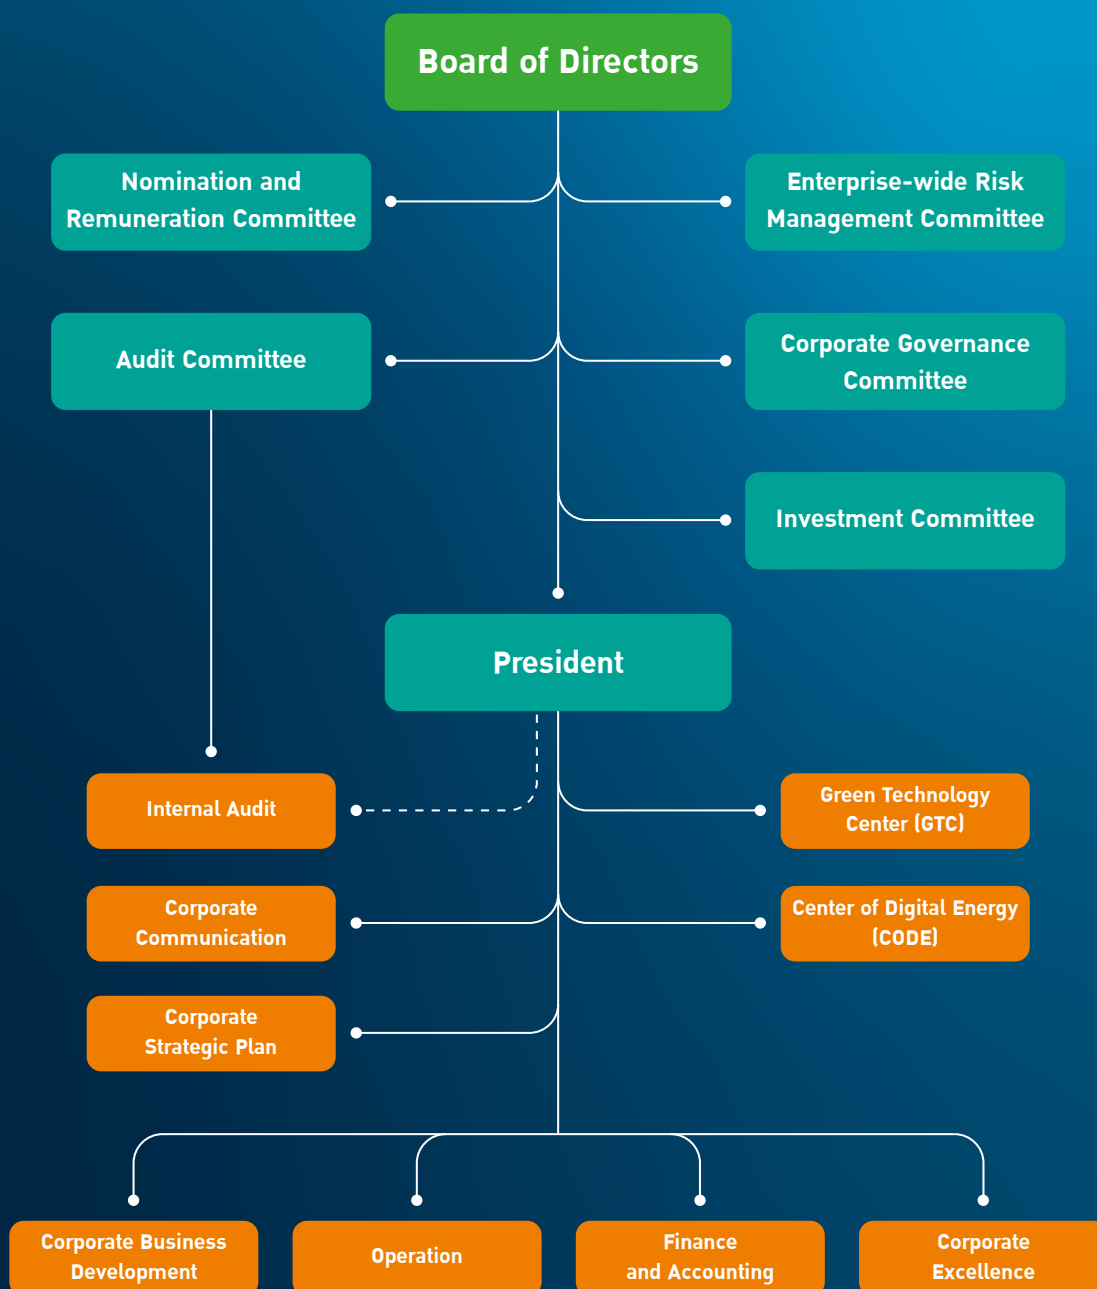 Board of Directors
Nomination and
Remuneration Committee
Enterprise-wide Risk
Management Committee
Audit Committee
Corporate Governance
Committee
Investment Committee
President
Internal Audit
Green Technology
Center (GTC)
Corporate
Communication
Center of Digital Energy
(CODE)
Corporate
Strategic Plan
Corporate Business
Development
Operation
Finance
and Accounting
Corporate
Excellence